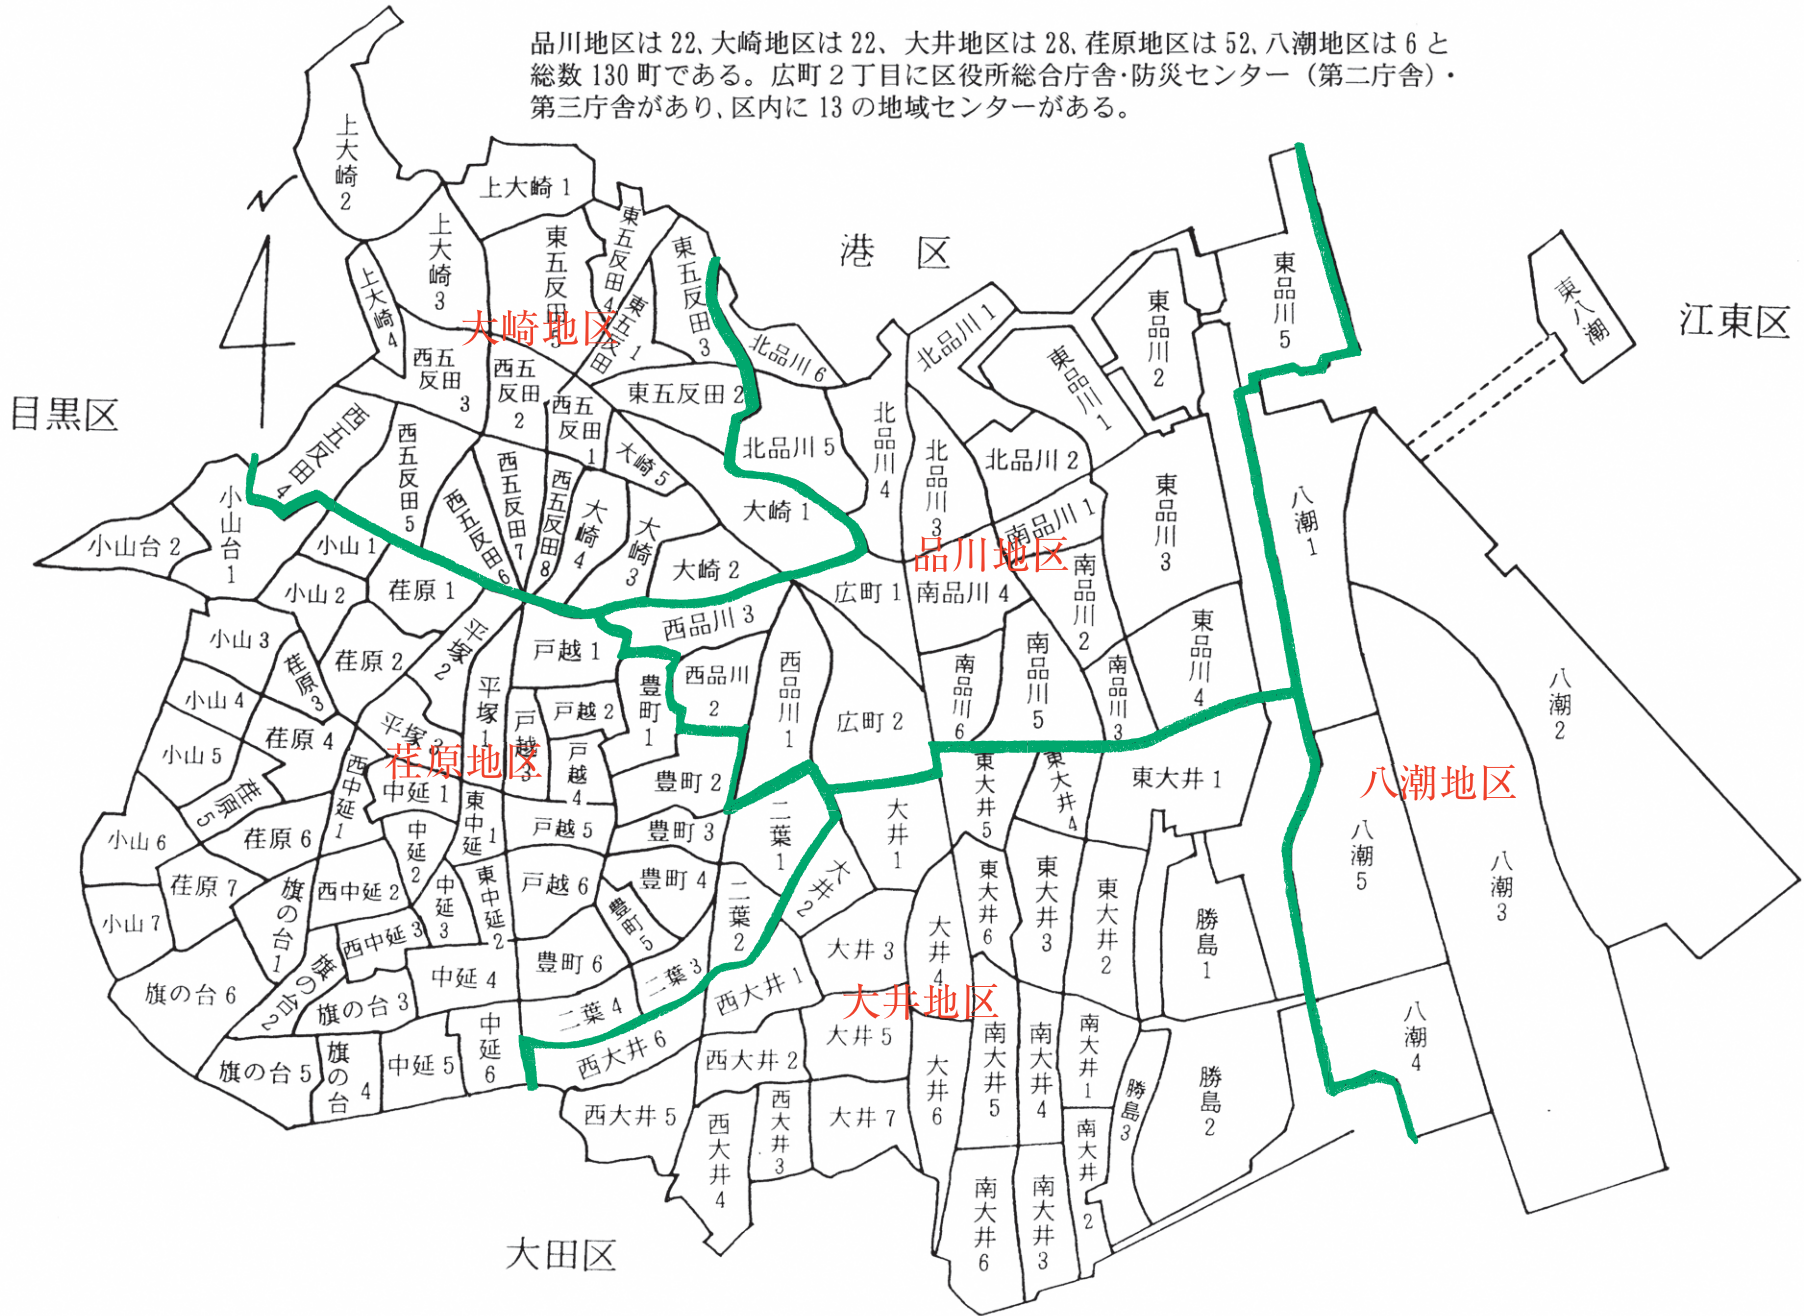 品川地区は22、大崎地区は22、大井地区は28、荏原地区は52、八潮地区は6と
総数130町である。広町2丁目に区役所総合庁舎・防災センター（第二庁舎）・
第三庁舎があり、区内に13の地域センターがある。
上大崎2
上大崎1
上大崎3
上大崎4
東五反田5
東五反田4
東五反田1
東五反田3
東五反田2
大崎地区
港区
目黒区
江東区
東八潮
北品川6
北品川1
東品川2
東品川5
東品川1
北品川5
北品川4
北品川3
北品川2
南品川1
東品川3
西五反田3
西五反田2
西五反田1
西五反田4
西五反田5
西五反田6
西五反田7
西五反田8
大崎5
大崎4
大崎3
大崎2
大崎1
品川地区
広町1
南品川4
南品川2
東品川4
南品川6
南品川5
南品川3
西品川3
西品川2
西品川1
広町2
小山台2
小山台1
小山1
小山2
荏原1
小山3
荏原3
荏原2
平塚2
戸越1
小山4
荏原4
平塚3
平塚1
戸越3
戸越2
豊町1
荏原地区
小山5
荏原5
西中延1
中延1
東中延1
戸越4
豊町2
小山6
荏原6
中延2
戸越5
豊町3
小山7
荏原7
旗の台1
西中延2
中延3
東中延2
戸越6
豊町4
豊町5
二葉1
二葉2
旗の台6
旗の台2
西中延3
旗の台3
中延4
豊町6
二葉3
二葉4
旗の台5
旗の台4
中延5
中延6
大井1
大井2
東大井5
東大井4
東大井1
東大井6
東大井3
東大井2
勝島1
大井3
大井4
大井地区
西大井1
西大井6
西大井2
大井5
大井6
南大井5
南大井4
南大井1
勝島3
勝島2
西大井5
西大井4
西大井3
大井7
南大井6
南大井3
南大井2
八潮1
八潮2
八潮地区
八潮5
八潮3
八潮4
大田区